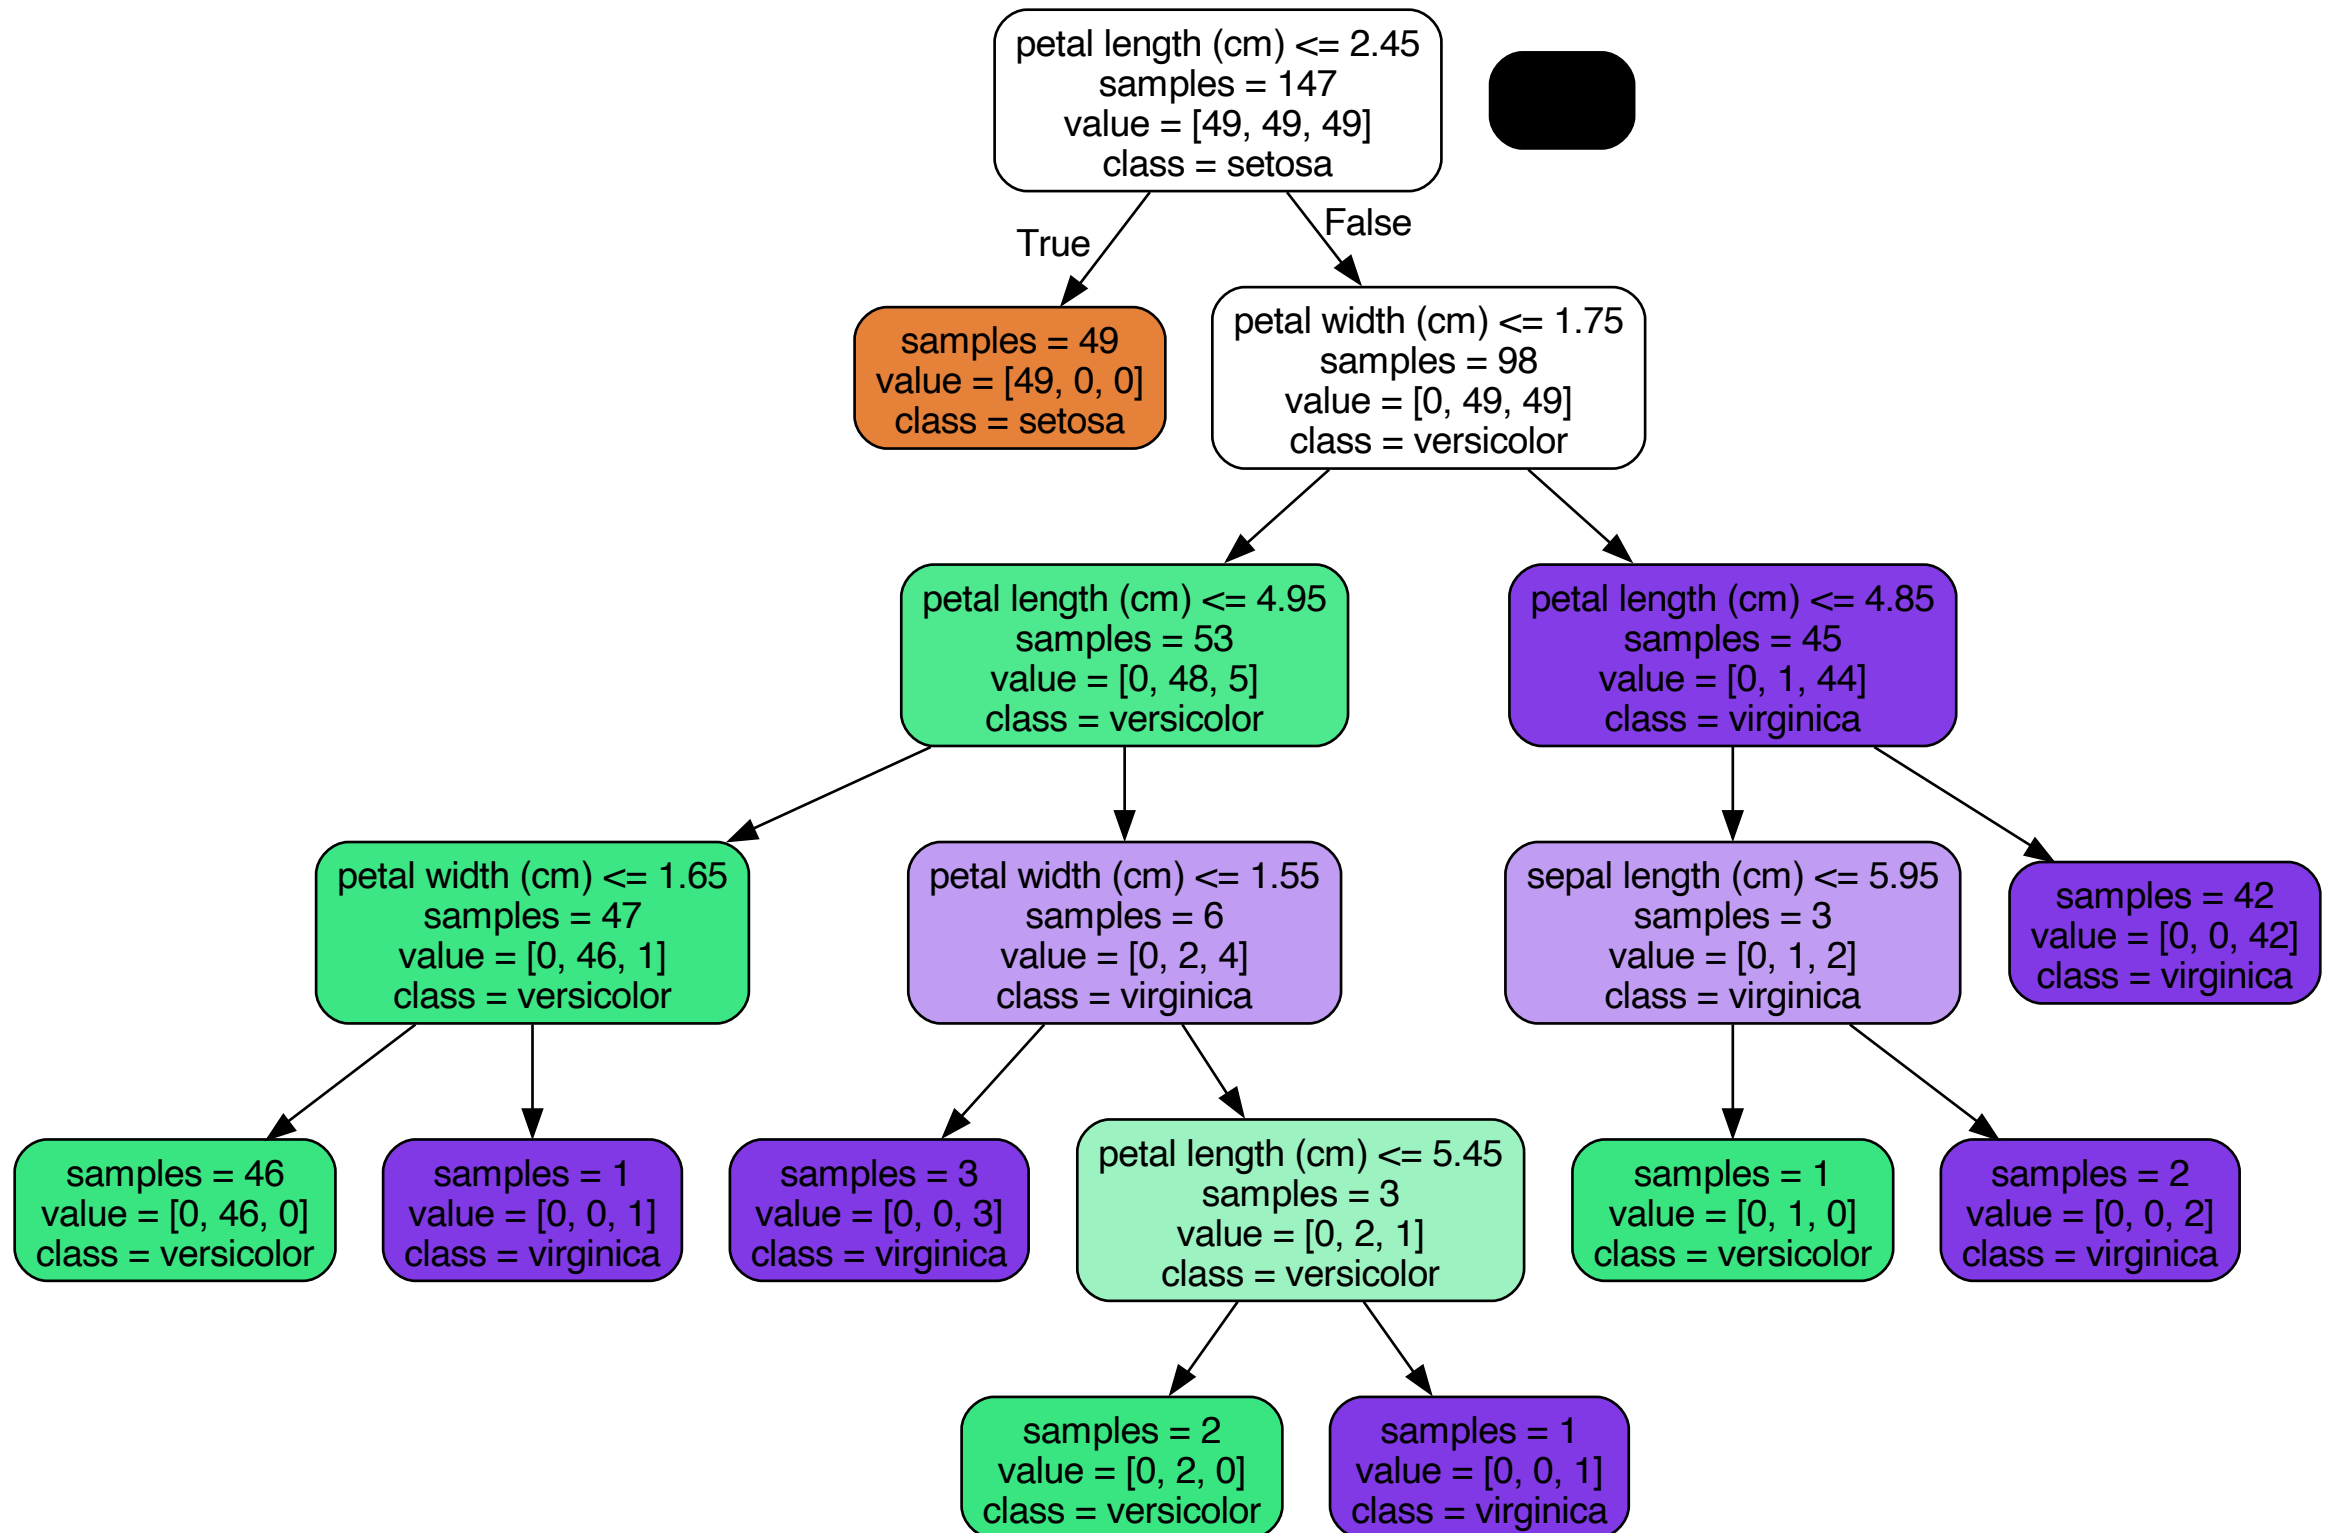 petal length (cm) <= 2.45
samples = 147
value = [49, 49, 49]
class = setosa
True
False
samples = 49
value = [49, 0, 0]
class = setosa
petal width (cm) <= 1.75
samples = 98
value = [0, 49, 49]
class = versicolor
petal length (cm) <= 4.95
samples = 53
value = [0, 48, 5]
class = versicolor
petal length (cm) <= 4.85
samples = 45
value = [0, 1, 44]
class = virginica
petal width (cm) <= 1.65
samples = 47
value = [0, 46, 1]
class = versicolor
petal width (cm) <= 1.55
samples = 6
value = [0, 2, 4]
class = virginica
sepal length (cm) <= 5.95
samples = 3
value = [0, 1, 2]
class = virginica
samples = 42
value = [0, 0, 42]
class = virginica
samples = 46
value = [0, 46, 0]
class = versicolor
samples = 1
value = [0, 0, 1]
class = virginica
samples = 3
value = [0, 0, 3]
class = virginica
petal length (cm) <= 5.45
samples = 3
value = [0, 2, 1]
class = versicolor
samples = 1
value = [0, 1, 0]
class = versicolor
samples = 2
value = [0, 0, 2]
class = virginica
samples = 2
value = [0, 2, 0]
class = versicolor
samples = 1
value = [0, 0, 1]
class = virginica